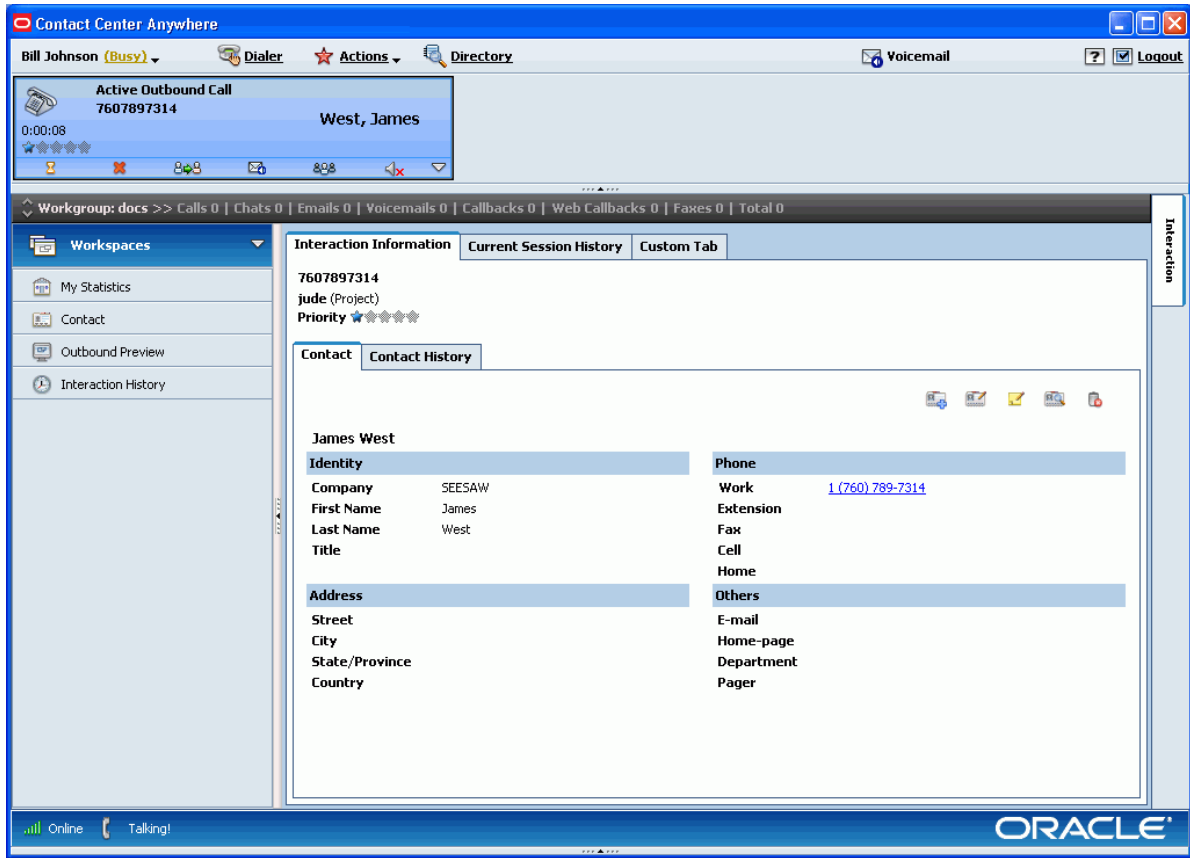 Contact Center Anywhere
Bill Johnson (Busy) Dialer Actions Directory Voicemail ? Logout
Active Outbound Call
7607897314
West, James
0:00:08
Workgroup: docs >> Calls 0 | Chats 0 | Emails 0 | Voicemails 0 | Callbacks 0 | Web Callbacks 0 | Faxes 0 | Total 0
Interaction
Workspaces
My Statistics
Contact
Outbound Preview
Interaction History
Interaction Information Current Session History Custom Tab
7607897314
jude (Project)
Priority
Contact Contact History
James West
Identity
Company SEESAW
First Name James
Last Name West
Title
Phone
Work 1 (760) 789-7314
Extension
Fax
Cell
Home
Address
Street
City
State/Province
Country
Others
E-mail
Home-page
Department
Pager
Online Talking! ORACLE